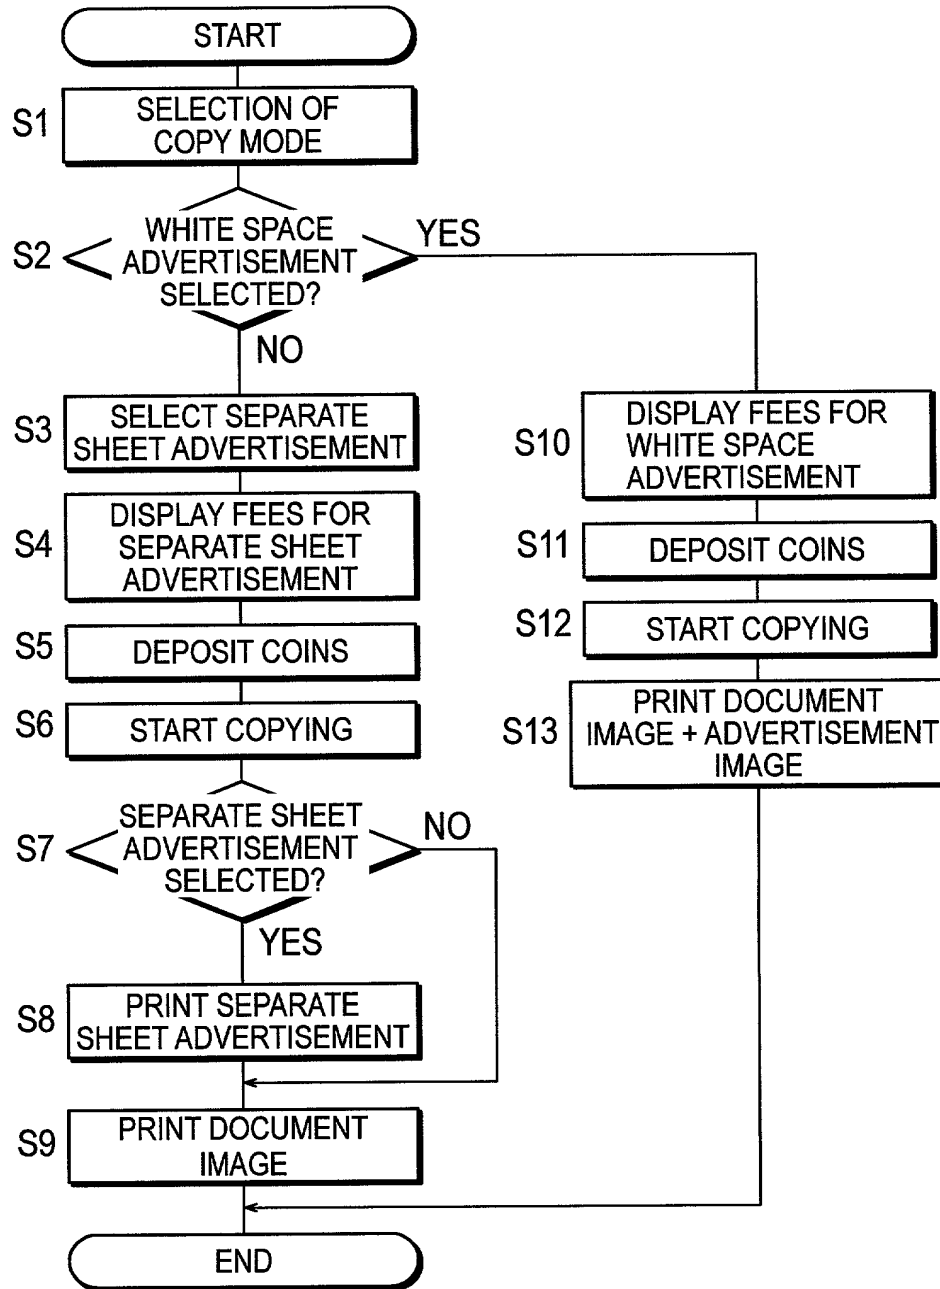 START
S1
SELECTION OF
COPY MODE
S2
WHITE SPACE
ADVERTISEMENT
SELECTED?
YES
NO
S3
SELECT SEPARATE
SHEET ADVERTISEMENT
S4
DISPLAY FEES FOR
SEPARATE SHEET
ADVERTISEMENT
S5
DEPOSIT COINS
S6
START COPYING
S7
SEPARATE SHEET
ADVERTISEMENT
SELECTED?
NO
YES
S8
PRINT SEPARATE
SHEET ADVERTISEMENT
S9
PRINT DOCUMENT
IMAGE
S10
DISPLAY FEES FOR
WHITE SPACE
ADVERTISEMENT
S11
DEPOSIT COINS
S12
START COPYING
S13
PRINT DOCUMENT
IMAGE + ADVERTISEMENT
IMAGE
END